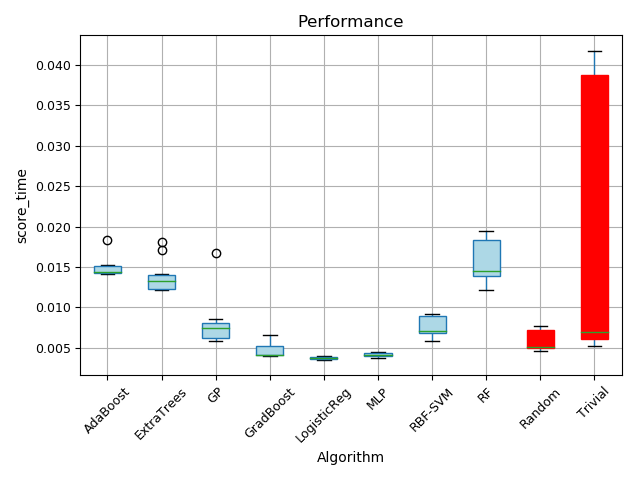 Performance
0.040
0.035
0.030
0.025
0.020
0.015
0.010
0.005
score_time
AdaBoost
ExtraTrees
GP
GradBoost
LogisticReg
MLP
RBF-SVM
RF
Random
Trivial
Algorithm